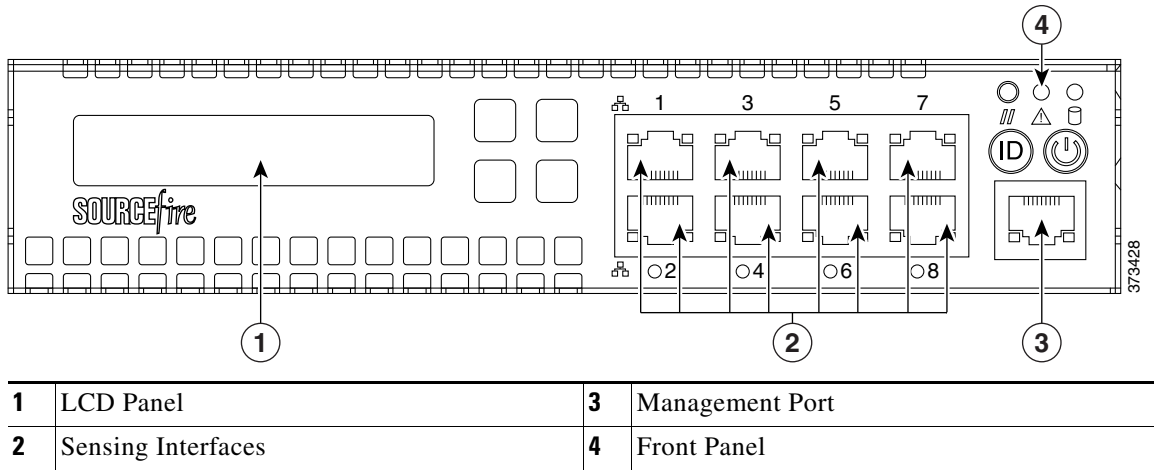 4
1 3 5 7
ID
SOURCEfire
2 4 6 8
373428
1 2 3
1 LCD Panel 3 Management Port
2 Sensing Interfaces 4 Front Panel